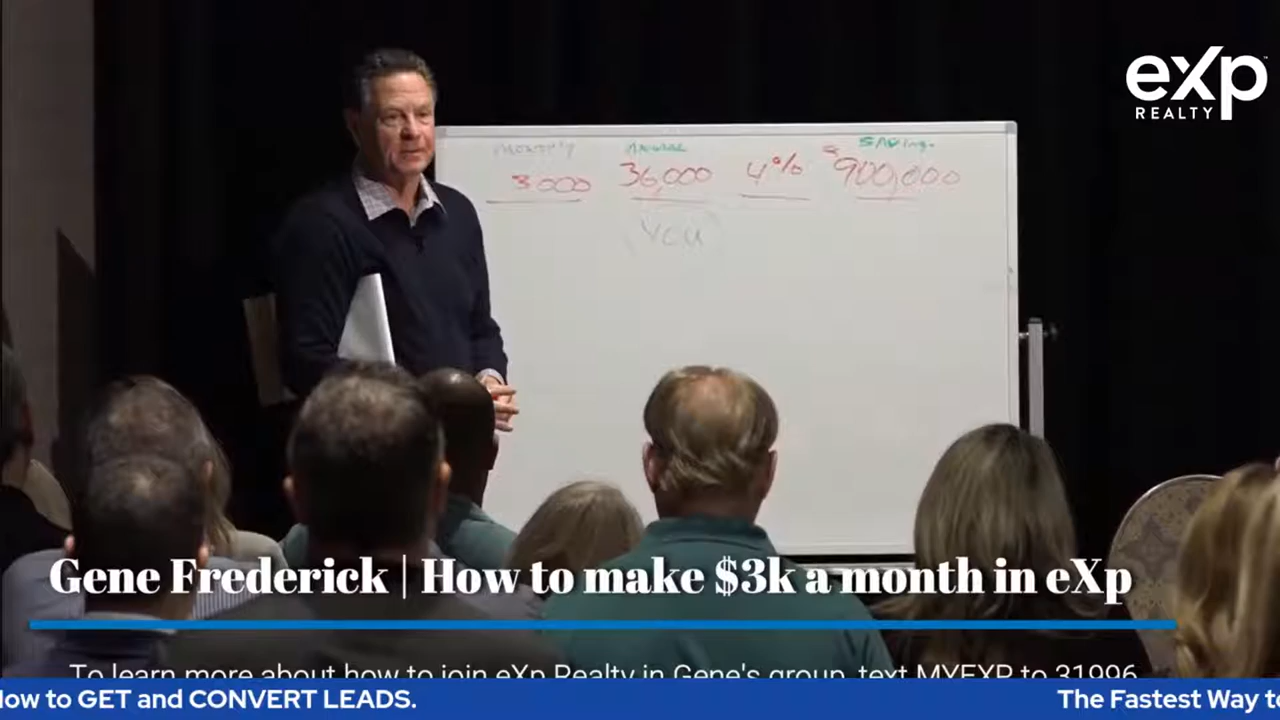 eXp
REALTY
MONTHLY ANNUAL SAVINGS
3000 36,000 4% 900,000
YOU
Gene Frederick | How to make $3k a month in eXp
To learn more about how to join eXp Realty in Gene's group, text MYEXP to 31996
How to GET and CONVERT LEADS. The Fastest Way to